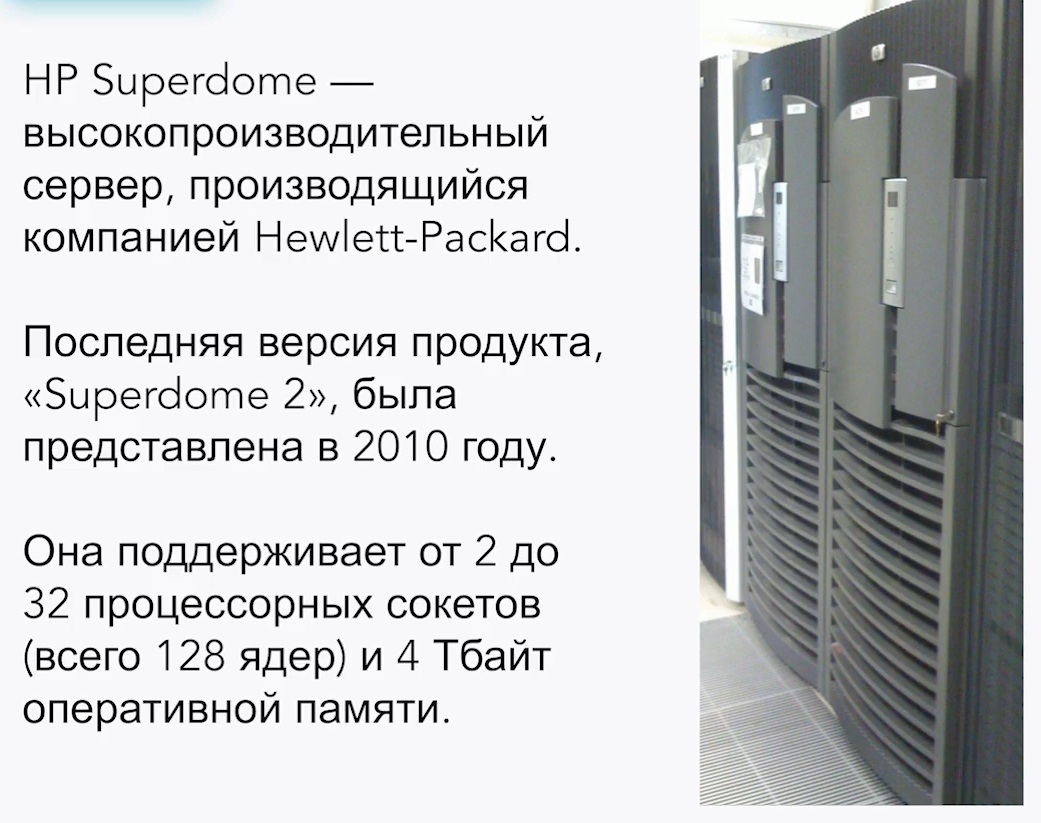 HP Superdome —
высокопроизводительный
сервер, производящийся
компанией Hewlett-Packard.
Последняя версия продукта,
«Superdome 2», была
представлена в 2010 году.
Она поддерживает от 2 до
32 процессорных сокетов
(всего 128 ядер) и 4 Тбайт
оперативной памяти.